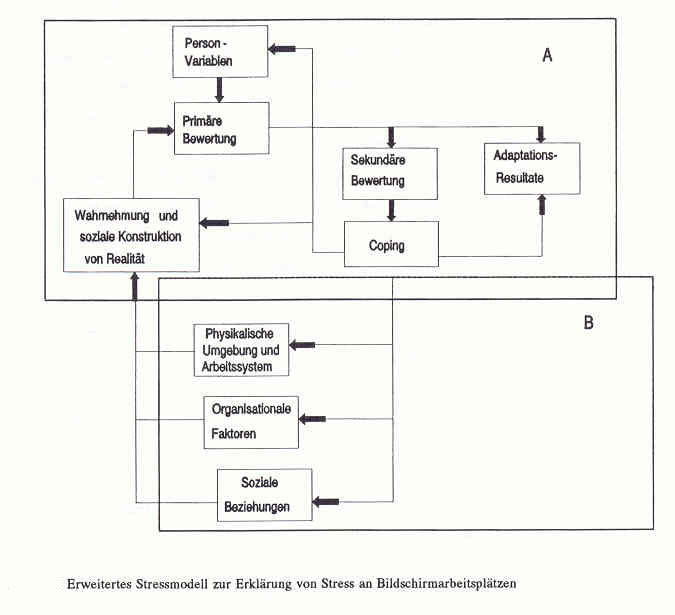 Person-
Variablen
A
Primäre
Bewertung
Sekundäre
Bewertung
Adaptations-
Resultate
Wahrnehmung und
soziale Konstruktion
von Realität
Coping
B
Physikalische
Umgebung und
Arbeitssystem
Organisationale
Faktoren
Soziale
Beziehungen
Erweitertes Stressmodell zur Erklärung von Stress an Bildschirmarbeitsplätzen